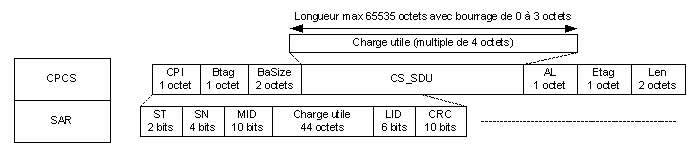 Longueur max 65535 octets avec bourrage de 0 à 3 octets
Charge utile (multiple de 4 octets)
CPCS
CPI
1 octet
Btag
1 octet
BaSize
2 octets
CS_SDU
AL
1 octet
Etag
1 octet
Len
2 octets
SAR
ST
2 bits
SN
4 bits
MID
10 bits
Charge utile
44 octets
LID
6 bits
CRC
10 bits